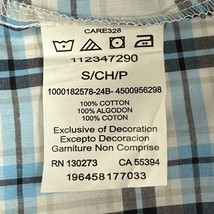 CARE328
112347290
S/CH/P
1000182578-24B- 4500956298
100% COTTON
100% ALGODON
100% COTON
Exclusive of Decoration
Excepto Decoracion
Garniture Non Comprise
RN 130273 CA 55394
196458177033